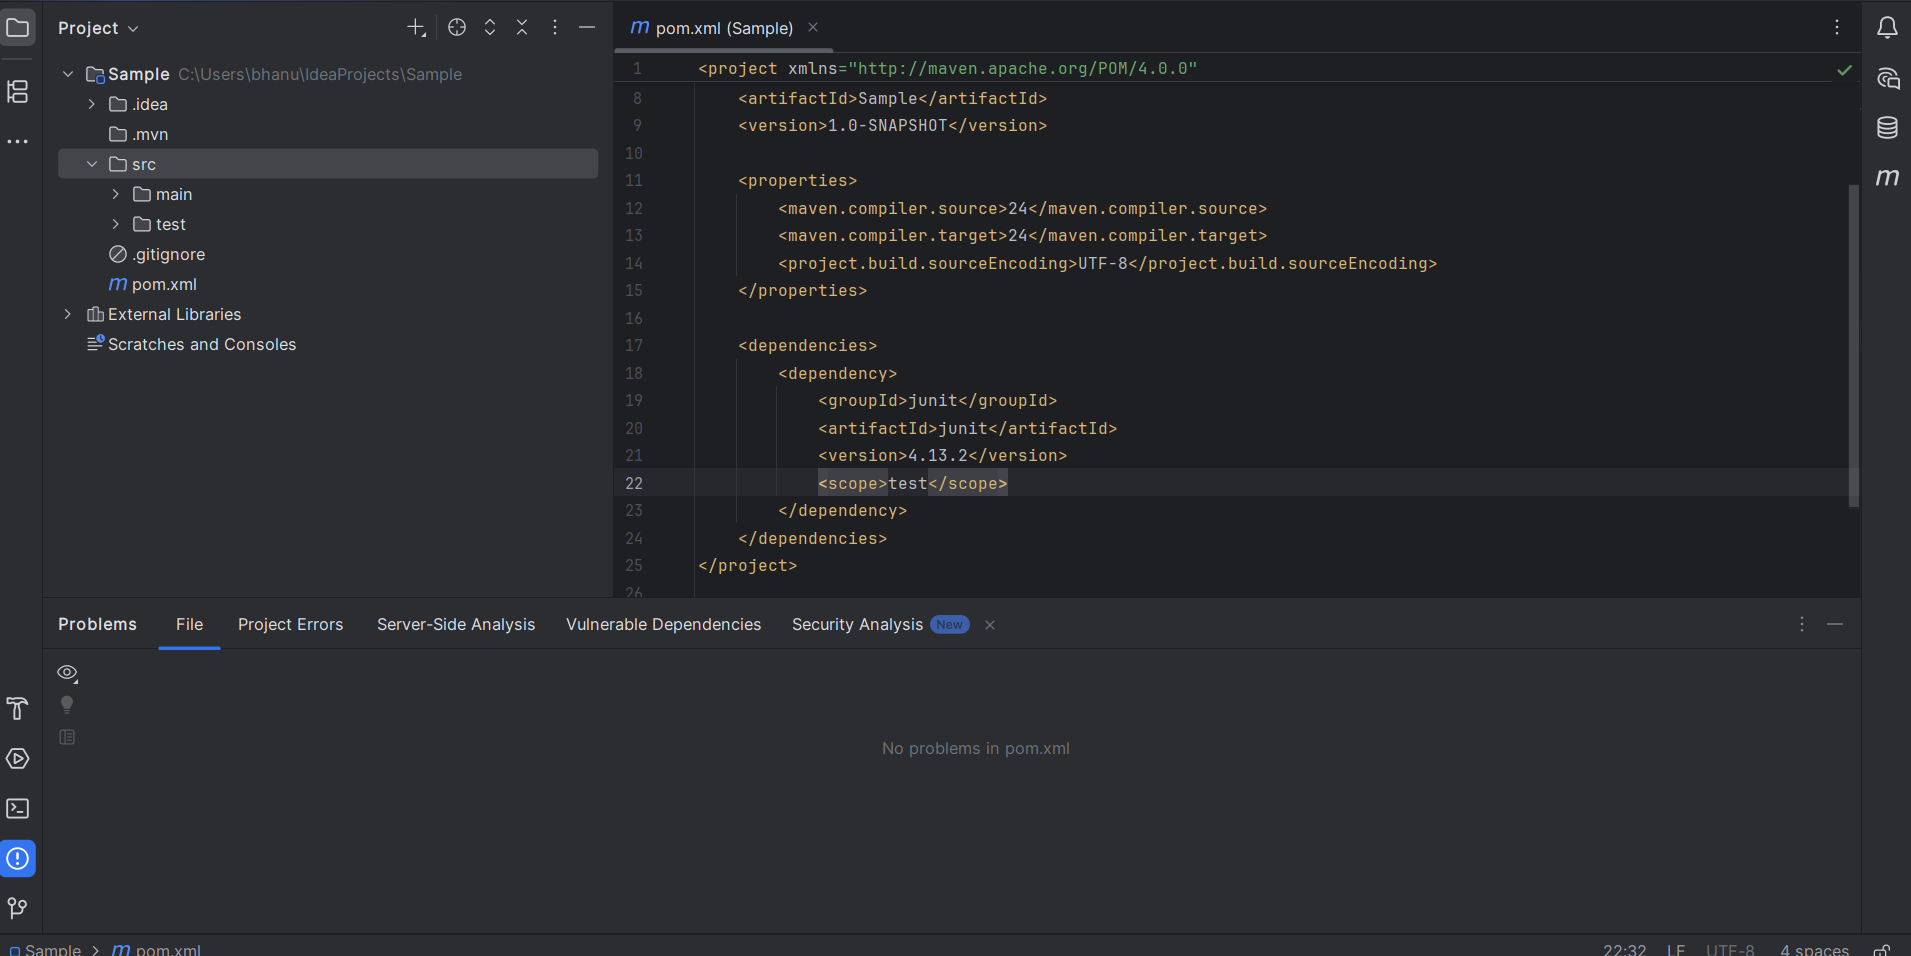 Project
Sample C:\Users\bhanu\IdeaProjects\Sample
.idea
.mvn
src
main
test
.gitignore
m pom.xml
External Libraries
Scratches and Consoles
m pom.xml (Sample)
1 <project xmlns="http://maven.apache.org/POM/4.0.0"
8 <artifactId>Sample</artifactId>
9 <version>1.0-SNAPSHOT</version>
10
11 <properties>
12 <maven.compiler.source>24</maven.compiler.source>
13 <maven.compiler.target>24</maven.compiler.target>
14 <project.build.sourceEncoding>UTF-8</project.build.sourceEncoding>
15 </properties>
16
17 <dependencies>
18 <dependency>
19 <groupId>junit</groupId>
20 <artifactId>junit</artifactId>
21 <version>4.13.2</version>
22 <scope>test</scope>
23 </dependency>
24 </dependencies>
25 </project>
26
m
Problems File Project Errors Server-Side Analysis Vulnerable Dependencies Security Analysis New
No problems in pom.xml
Sample > m pom.xml 22:32 LF UTF-8 4 spaces